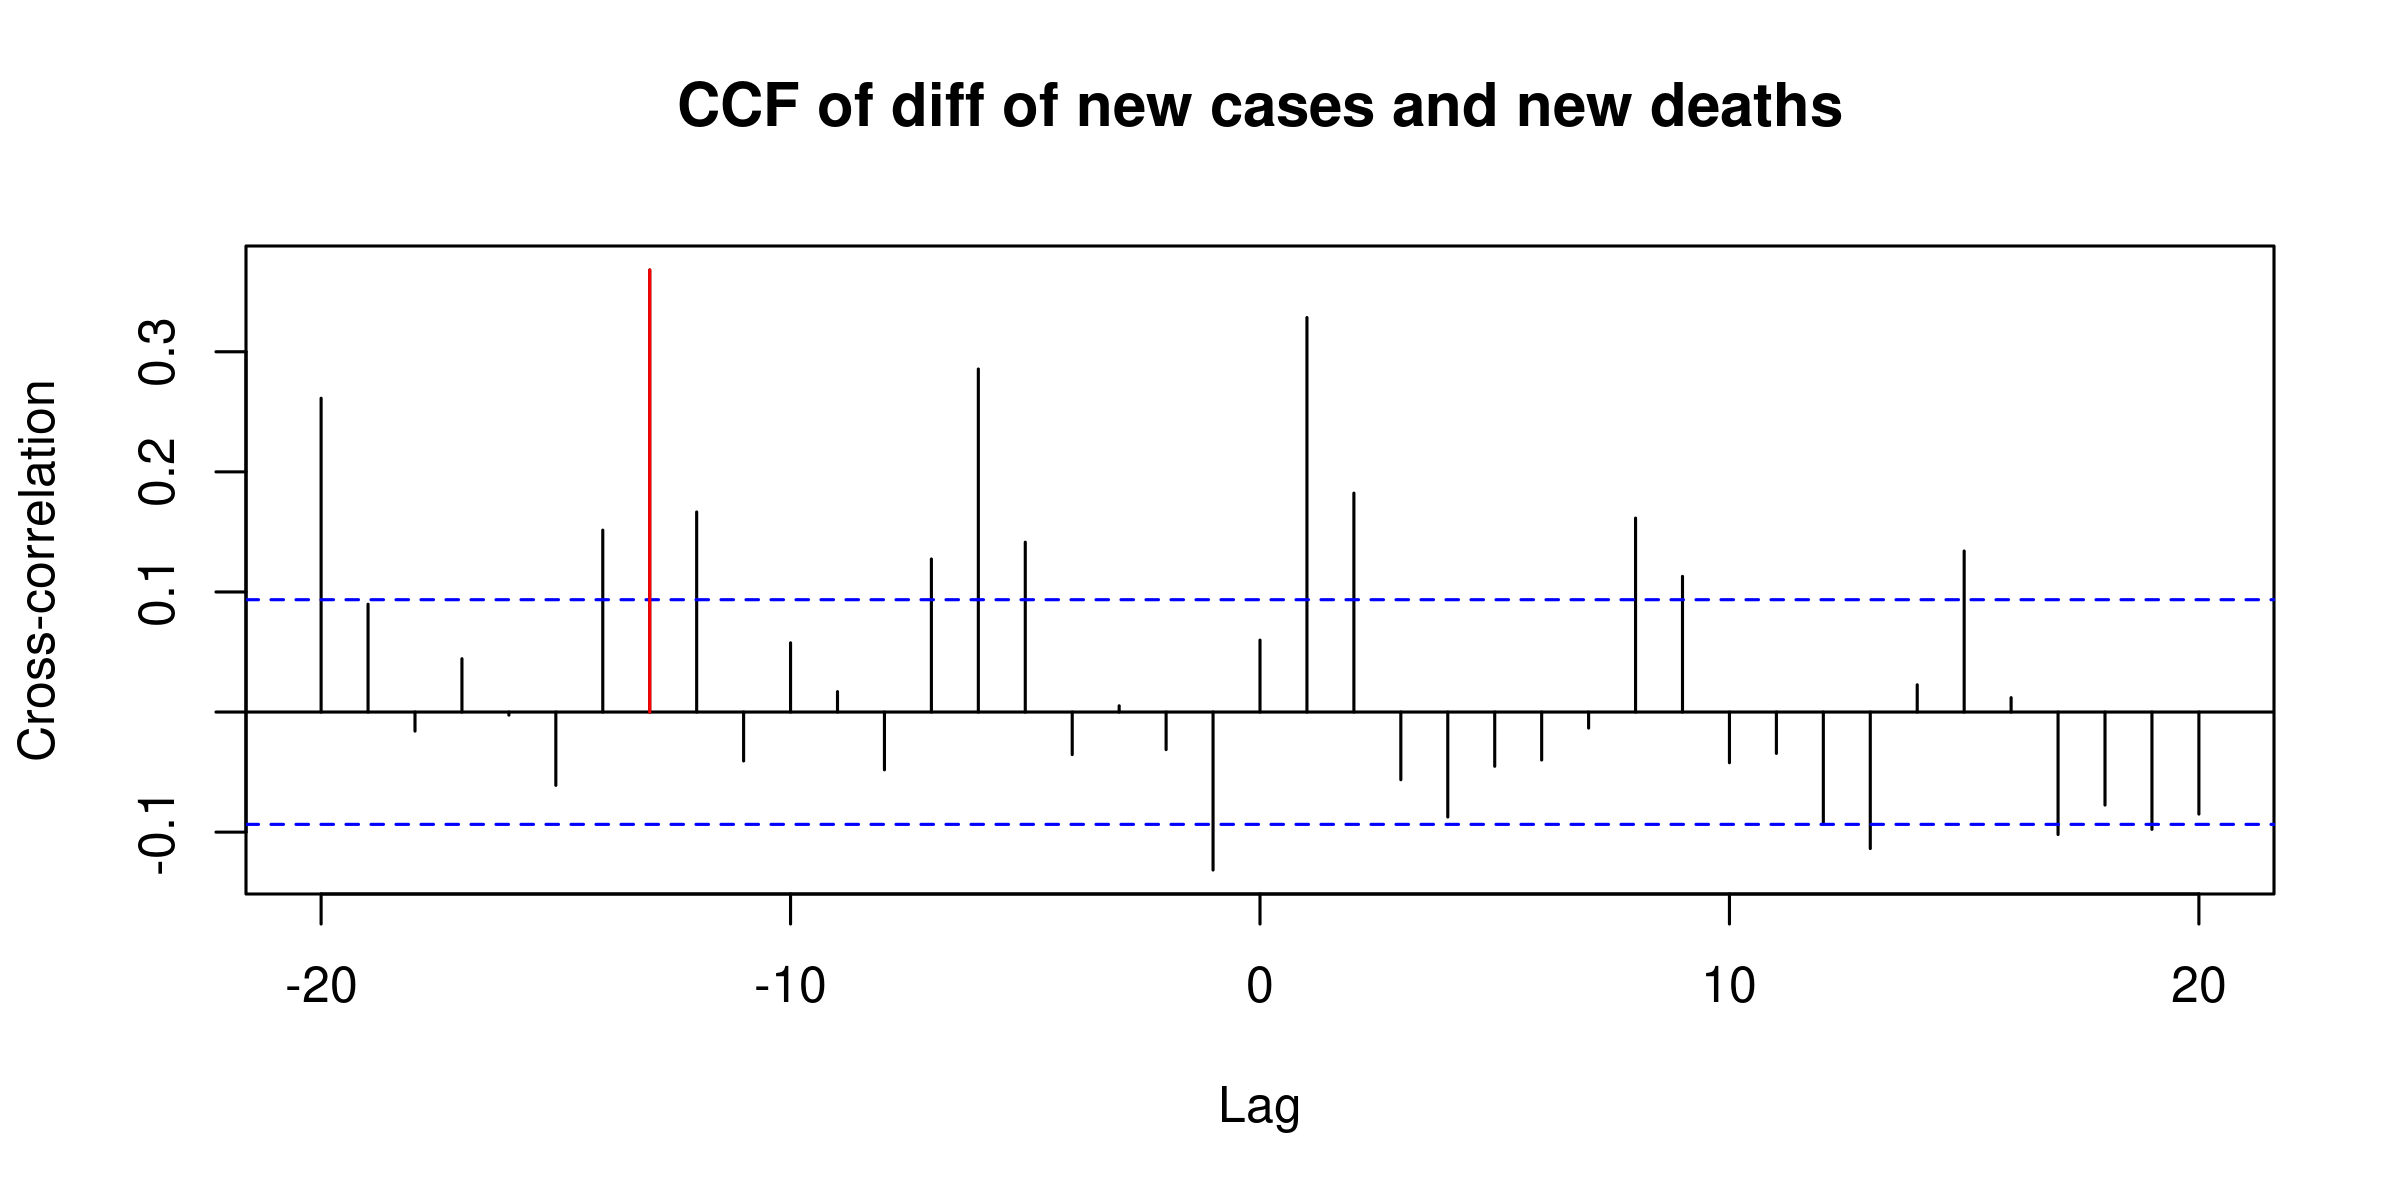 CCF of diff of new cases and new deaths
Cross-correlation
0.3
0.2
0.1
-0.1
-20 -10 0 10 20
Lag